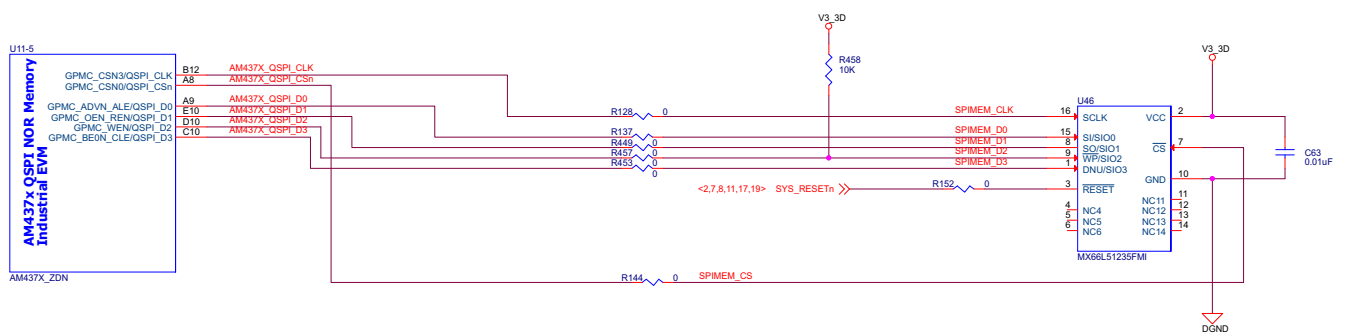 V3_3D
U11-5
AM437x QSPI NOR Memory
Industrial EVM
GPMC_CSN3/QSPI_CLK
B12
AM437X_QSPI_CLK
GPMC_CSN0/QSPI_CSn
A8
AM437X_QSPI_CSn
GPMC_ADVN_ALE/QSPI_D0
A9
AM437X_QSPI_D0
GPMC_OEN_REN/QSPI_D1
E10
AM437X_QSPI_D1
GPMC_WEN/QSPI_D2
D10
AM437X_QSPI_D2
GPMC_BE0N_CLE/QSPI_D3
C10
AM437X_QSPI_D3
AM437X_ZDN
R458
10K
V3_3D
U46
R128
0
SPIMEM_CLK
16
SCLK
R137
0
SPIMEM_D0
15
SI/SIO0
R449
0
SPIMEM_D1
8
SO/SIO1
R457
0
SPIMEM_D2
9
WP/SIO2
R453
0
SPIMEM_D3
1
DNU/SIO3
<2,7,8,11,17,19>
SYS_RESETn
R152
0
3
RESET
4
NC4
5
NC5
6
NC6
VCC
2
CS
7
GND
10
NC11
11
NC12
12
NC13
13
NC14
14
MX66L51235FMI
C63
0.01uF
R144
0
SPIMEM_CS
DGND